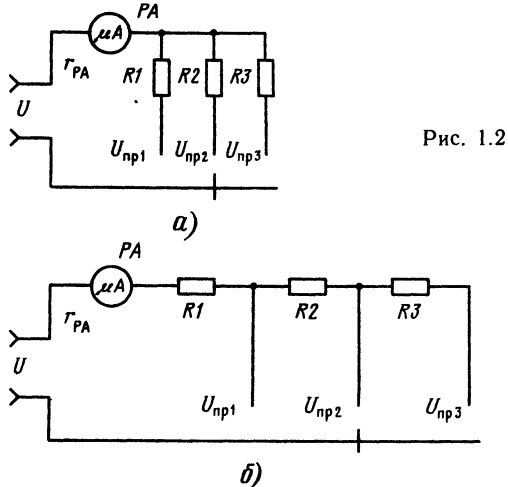 PA
μA
r_PA
R1 R2 R3
U
U_пр1 U_пр2 U_пр3
Рис. 1.2
а)
PA
μA
r_PA
R1 R2 R3
U
U_пр1 U_пр2 U_пр3
б)